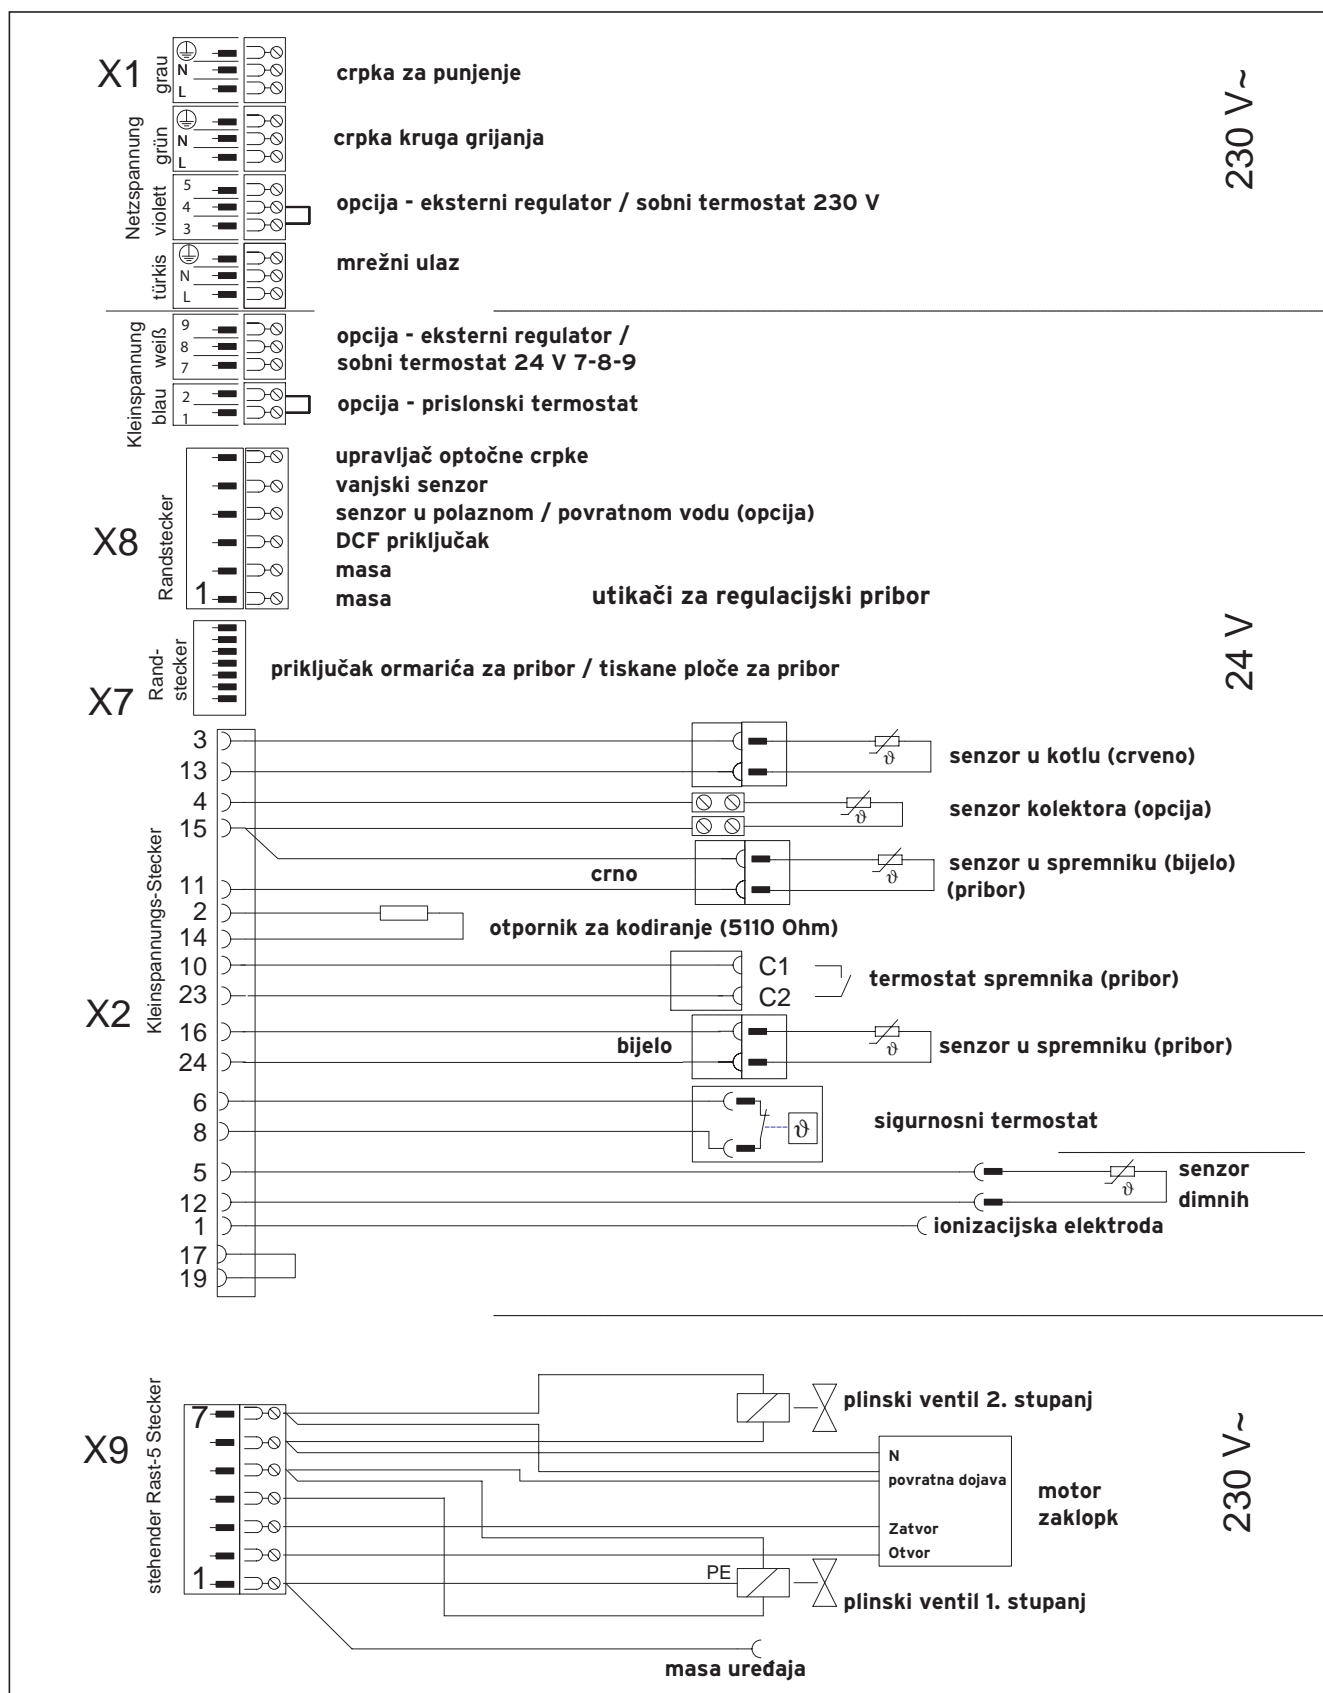 X1
grau
N
L
crpka za punjenje
230 V~
Netzspannung
grün
N
L
crpka kruga grijanja
violett
5
4
3
opcija - eksterni regulator / sobni termostat 230 V
türkis
N
L
mrežni ulaz
Kleinspannung
weiß
9
8
7
opcija - eksterni regulator /
sobni termostat 24 V 7-8-9
blau
2
1
opcija - prislonski termostat
X8
Randstecker
1
upravljač optočne crpke
vanjski senzor
senzor u polaznom / povratnom vodu (opcija)
DCF priključak
masa
masa
utikači za regulacijski pribor
24 V
X7
Rand-
stecker
priključak ormarića za pribor / tiskane ploče za pribor
X2
Kleinspannungs-Stecker
3
13
ϑ
senzor u kotlu (crveno)
4
15
ϑ
senzor kolektora (opcija)
11
crno
ϑ
senzor u spremniku (bijelo)
(pribor)
2
14
otpornik za kodiranje (5110 Ohm)
10
23
C1
C2
termostat spremnika (pribor)
16
24
bijelo
ϑ
senzor u spremniku (pribor)
6
8
ϑ
sigurnosni termostat
5
12
ϑ
senzor
dimnih
1
ionizacijska elektroda
17
19
X9
stehender Rast-5 Stecker
7
1
plinski ventil 2. stupanj
N
povratna dojava
Zatvor
Otvor
motor
zaklopk
230 V~
PE
plinski ventil 1. stupanj
masa uređaja